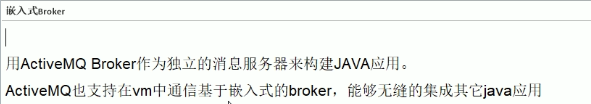 嵌入式Broker
用ActiveMQ Broker作为独立的消息服务器来构建JAVA应用。
ActiveMQ也支持在vm中通信基于嵌入式的broker，能够无缝的集成其它java应用